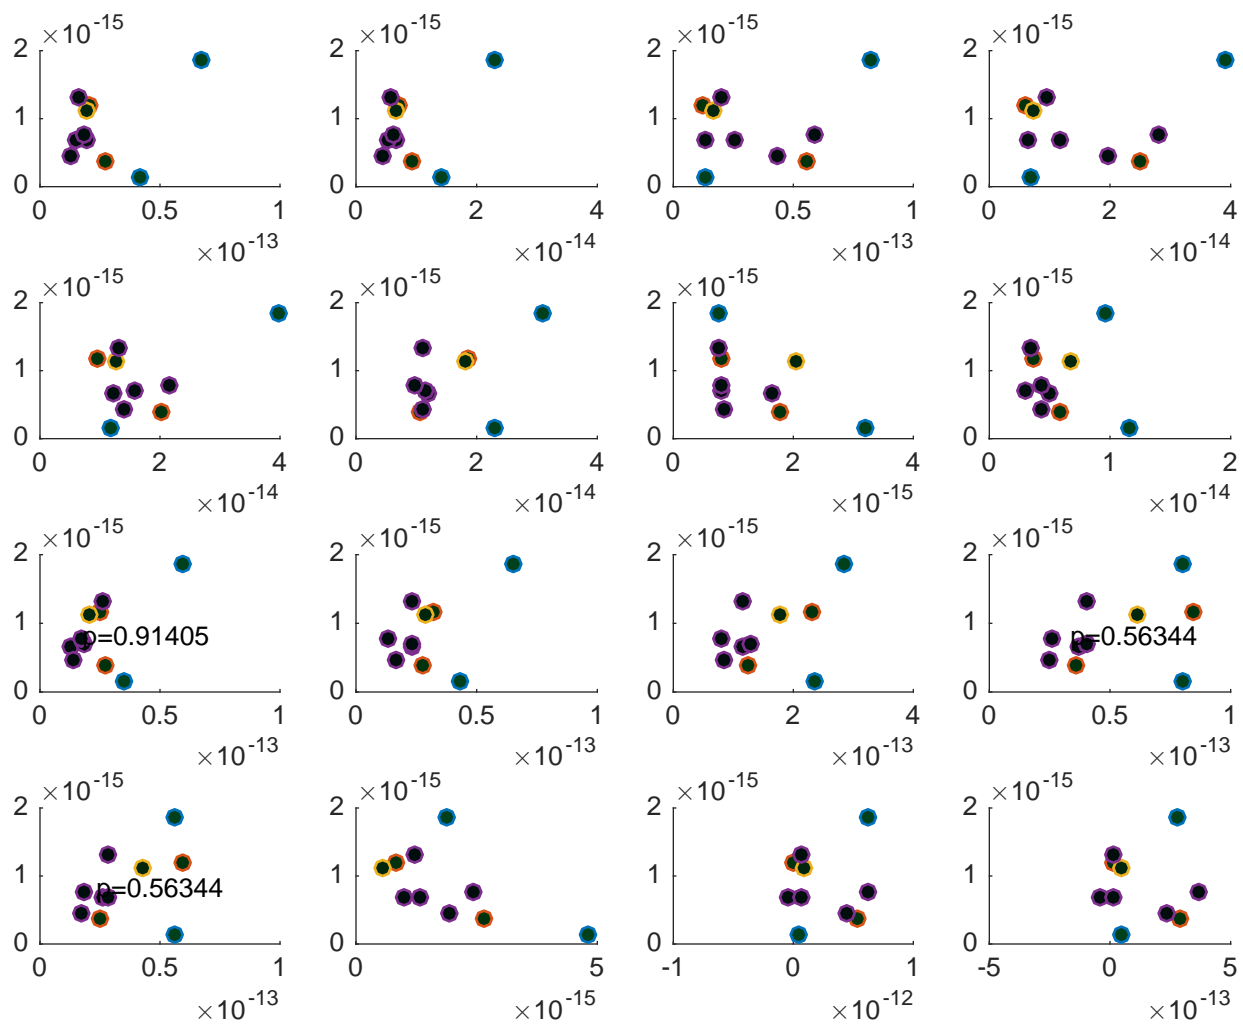 ×10-15 ×10-15 ×10-15 ×10-15
2 2 2 2
1 1 1 1
0 0 0 0
0 0.5 1 0 2 4 0 0.5 1 0 2 4
×10-13 ×10-14 ×10-13 ×10-14
×10-15 ×10-15 ×10-15 ×10-15
2 2 2 2
1 1 1 1
0 0 0 0
0 2 4 0 2 4 0 2 4 0 1 2
×10-14 ×10-14 ×10-15 ×10-14
×10-15 ×10-15 ×10-15 ×10-15
2 2 2 2
1 1 1 1
p=0.91405 p=0.56344
0 0 0 0
0 0.5 1 0 0.5 1 0 2 4 0 0.5 1
×10-13 ×10-13 ×10-13 ×10-13
×10-15 ×10-15 ×10-15 ×10-15
2 2 2 2
1 1 1 1
p=0.56344
0 0 0 0
0 0.5 1 0 5 -1 0 1 -5 0 5
×10-13 ×10-15 ×10-12 ×10-13